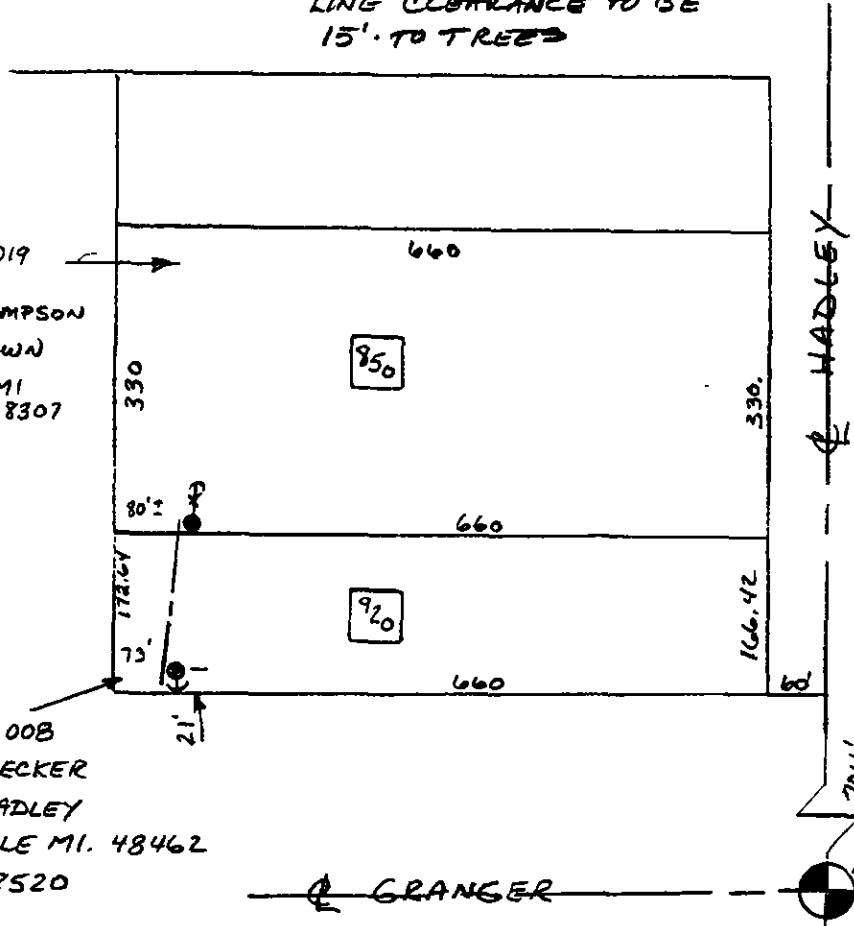 LINE CLEARANCE TO BE
15'. TO TREES
019
MPSON
WN
MI
8307
660
850
330
330.
HADLEY
80'±
660
172.64
920
166.42
73'
660
60'
21'
008
ECKER
ADLEY
LE MI. 48462
2520
GRANGER